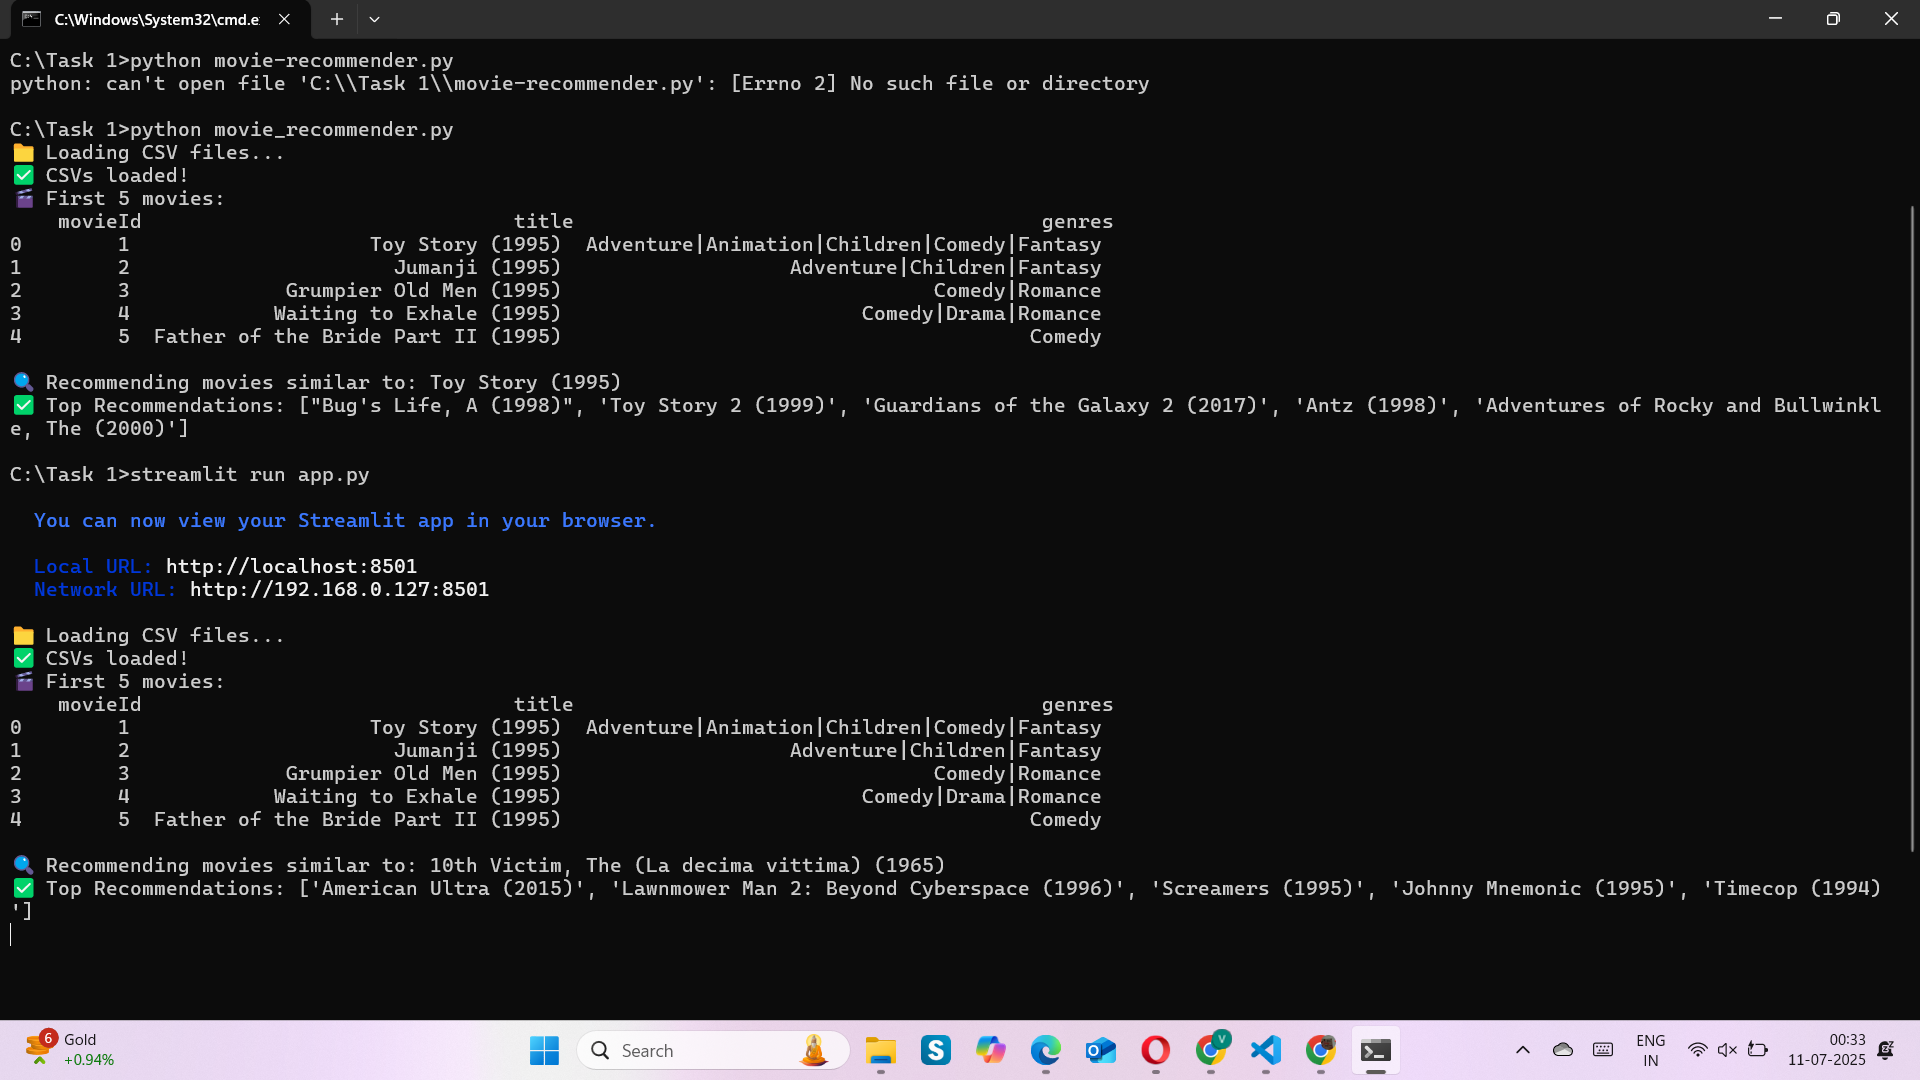 C:\Windows\System32\cmd.e
C:\Task 1>python movie-recommender.py
python: can't open file 'C:\\Task 1\\movie-recommender.py': [Errno 2] No such file or directory
C:\Task 1>python movie_recommender.py
Loading CSV files...
CSVs loaded!
First 5 movies:
movieId title genres
0 1 Toy Story (1995) Adventure|Animation|Children|Comedy|Fantasy
1 2 Jumanji (1995) Adventure|Children|Fantasy
2 3 Grumpier Old Men (1995) Comedy|Romance
3 4 Waiting to Exhale (1995) Comedy|Drama|Romance
4 5 Father of the Bride Part II (1995) Comedy
Recommending movies similar to: Toy Story (1995)
Top Recommendations: ["Bug's Life, A (1998)", 'Toy Story 2 (1999)', 'Guardians of the Galaxy 2 (2017)', 'Antz (1998)', 'Adventures of Rocky and Bullwinkl
e, The (2000)']
C:\Task 1>streamlit run app.py
You can now view your Streamlit app in your browser.
Local URL: http://localhost:8501
Network URL: http://192.168.0.127:8501
Loading CSV files...
CSVs loaded!
First 5 movies:
movieId title genres
0 1 Toy Story (1995) Adventure|Animation|Children|Comedy|Fantasy
1 2 Jumanji (1995) Adventure|Children|Fantasy
2 3 Grumpier Old Men (1995) Comedy|Romance
3 4 Waiting to Exhale (1995) Comedy|Drama|Romance
4 5 Father of the Bride Part II (1995) Comedy
Recommending movies similar to: 10th Victim, The (La decima vittima) (1965)
Top Recommendations: ['American Ultra (2015)', 'Lawnmower Man 2: Beyond Cyberspace (1996)', 'Screamers (1995)', 'Johnny Mnemonic (1995)', 'Timecop (1994)
']
6 Gold
+0.94%
Search
S
V
ENG
IN
00:33
11-07-2025